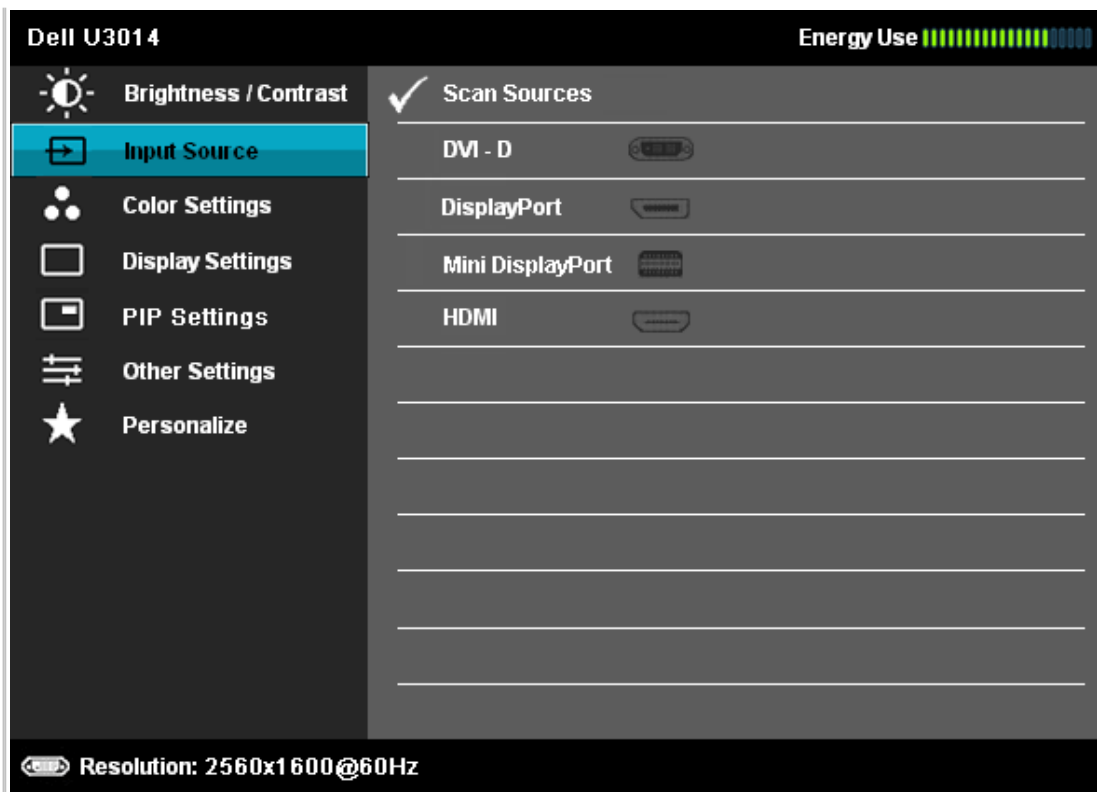 Dell U3014 Energy Use
Brightness / Contrast Scan Sources
Input Source DVI - D
Color Settings DisplayPort
Display Settings Mini DisplayPort
PIP Settings HDMI
Other Settings
Personalize
Resolution: 2560x1600@60Hz